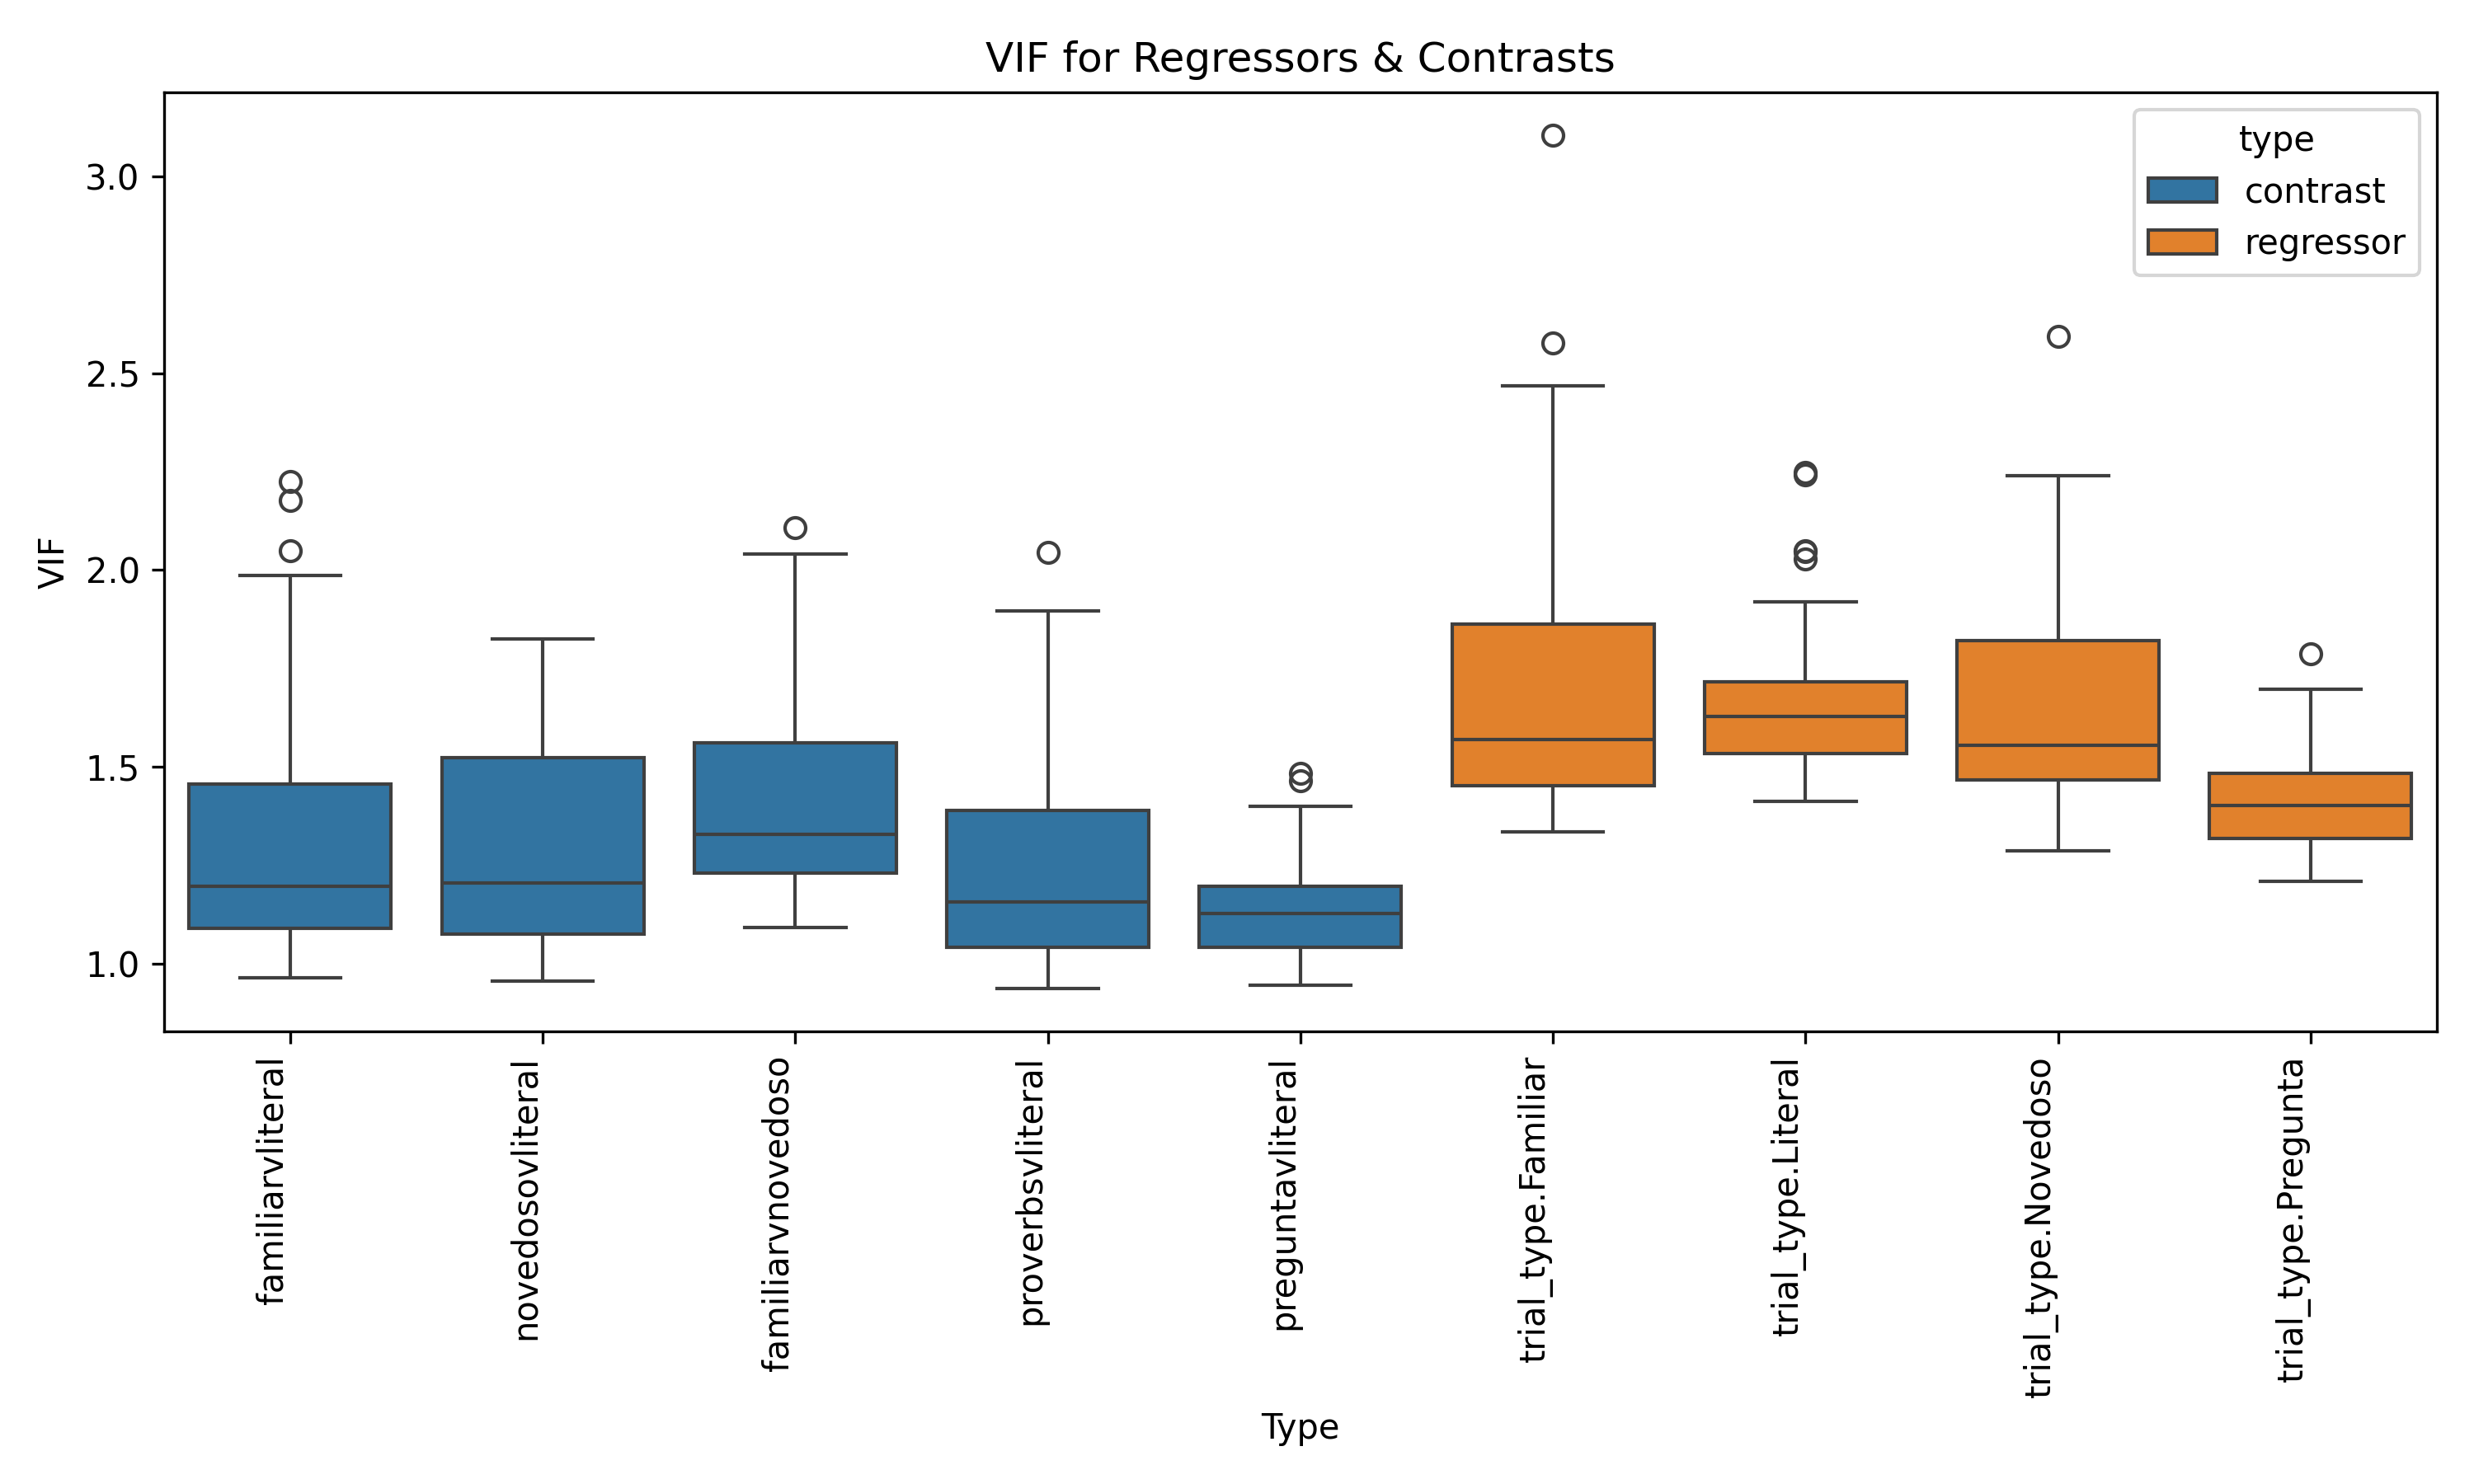 VIF for Regressors & Contrasts
type
contrast
regressor
VIF
3.0
2.5
2.0
1.5
1.0
familiarvliteral
novedosovliteral
familiarvnovedoso
proverbsvliteral
preguntavliteral
trial_type.Familiar
trial_type.Literal
trial_type.Novedoso
trial_type.Pregunta
Type